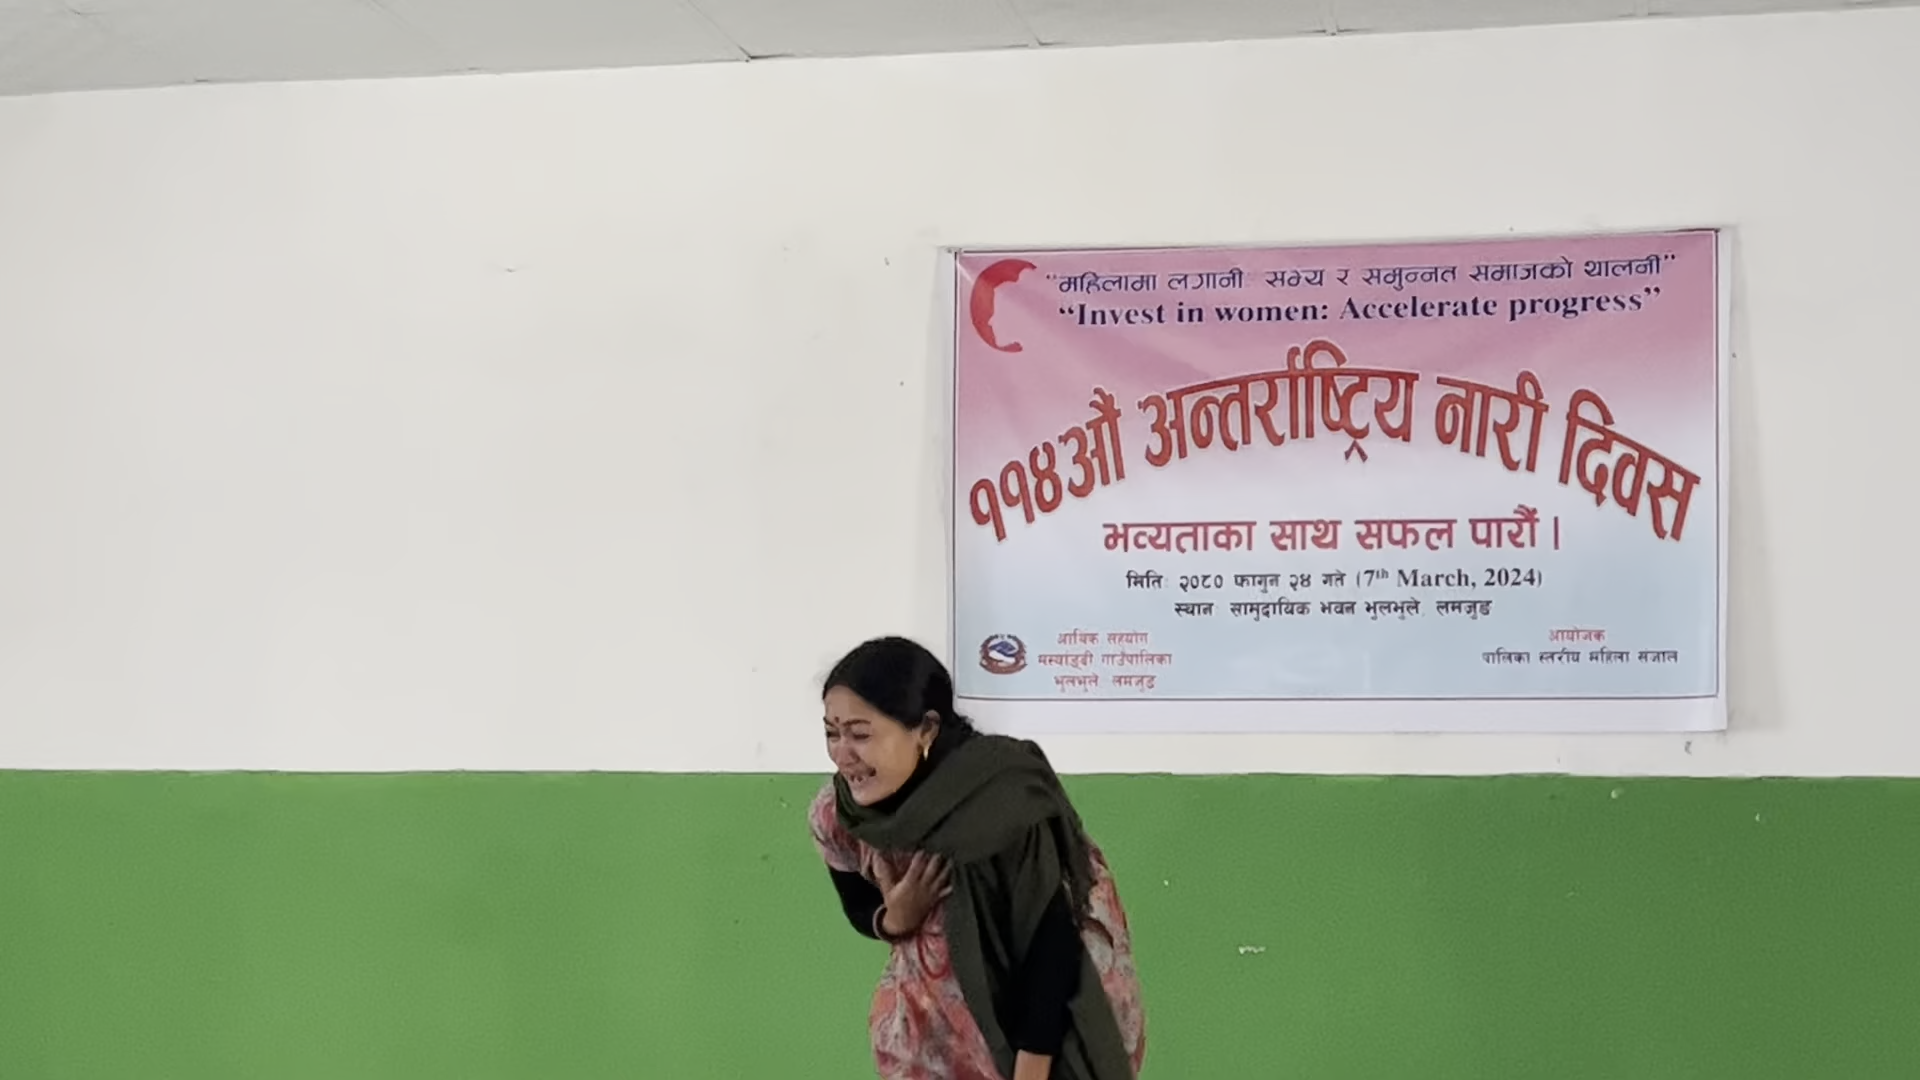 “महिलामा लगानी: सभ्य र समुन्नत समाजको थालनी”
“Invest in women: Accelerate progress”
११४औं अन्तर्राष्ट्रिय नारी दिवस
भव्यताका साथ सफल पारौं ।
मिति: २०८० फागुन २४ गते (7th March, 2024)
स्थान: सामुदायिक भवन भुलभुले, लमजुङ
आर्थिक सहयोग
मर्स्याङ्दी गाउँपालिका
भुलभुले, लमजुङ
आयोजक
पालिका स्तरीय महिला संजाल